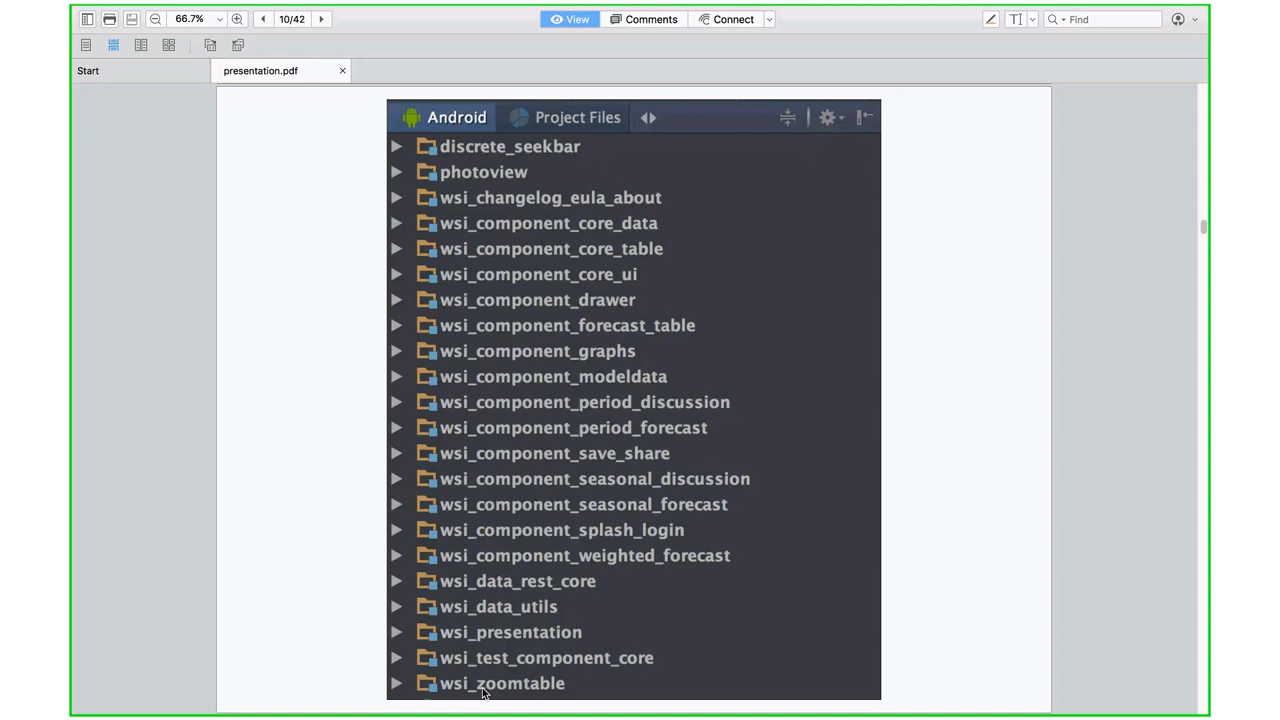 66.7%
10/42
View
Comments
Connect
Find
Start
presentation.pdf
Android
Project Files
discrete_seekbar
photoview
wsi_changelog_eula_about
wsi_component_core_data
wsi_component_core_table
wsi_component_core_ui
wsi_component_drawer
wsi_component_forecast_table
wsi_component_graphs
wsi_component_modeldata
wsi_component_period_discussion
wsi_component_period_forecast
wsi_component_save_share
wsi_component_seasonal_discussion
wsi_component_seasonal_forecast
wsi_component_splash_login
wsi_component_weighted_forecast
wsi_data_rest_core
wsi_data_utils
wsi_presentation
wsi_test_component_core
wsi_zoomtable